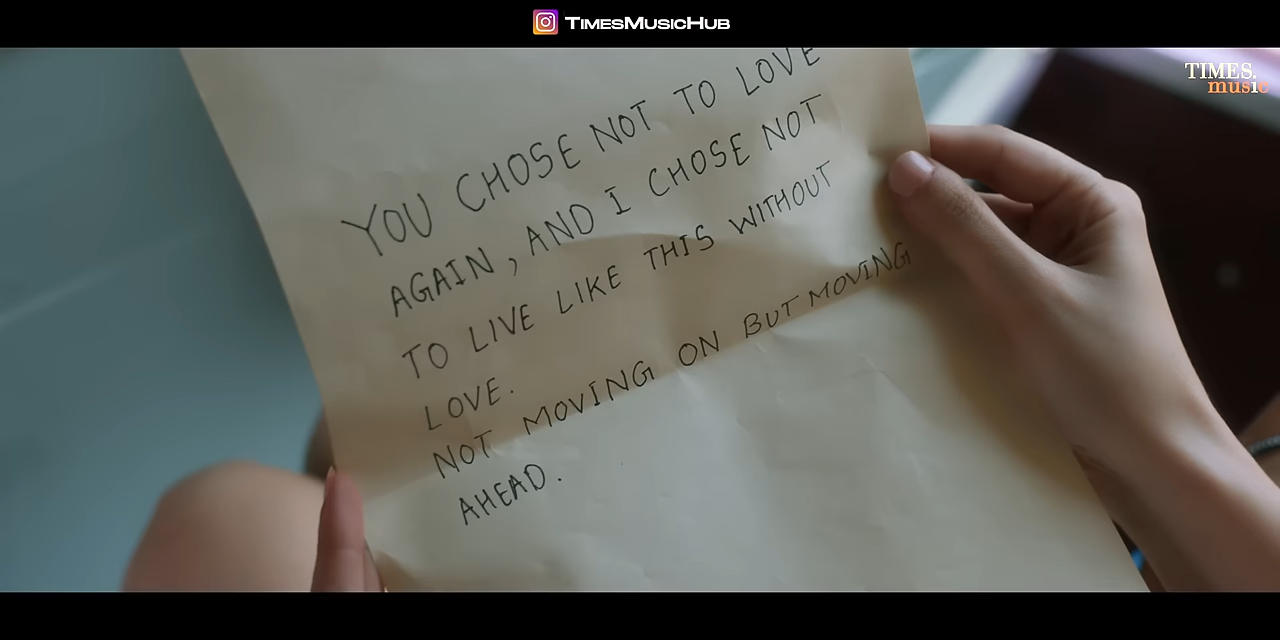 TimesMusicHub
TIMES.
music
YOU CHOSE NOT TO LOVE
AGAIN, AND I CHOSE NOT
TO LIVE LIKE THIS WITHOUT
LOVE.
NOT MOVING ON BUT MOVING
AHEAD.